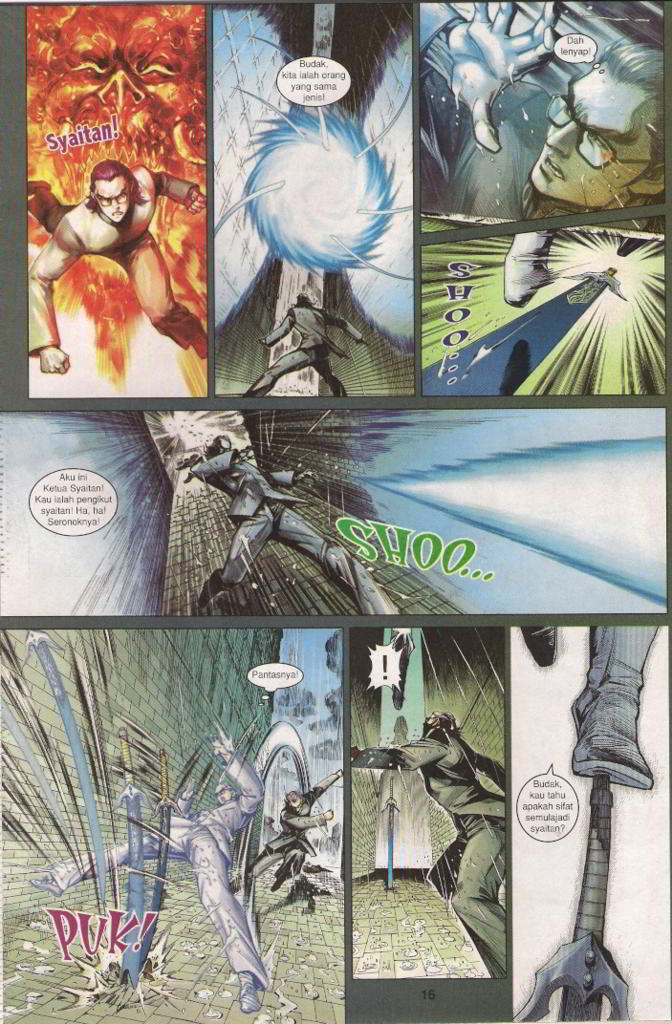 Syaitan!
Budak,
kita ialah orang
yang sama
jenis!
Dah
lenyap!
SHOO...
Aku ini
Ketua Syaitan!
Kau ialah pengikut
syaitan! Ha, ha!
Seronoknya!
SHOO...
Pantasnya!
PUK!
!
Budak,
kau tahu
apakah sifat
semulajadi
syaitan?
16